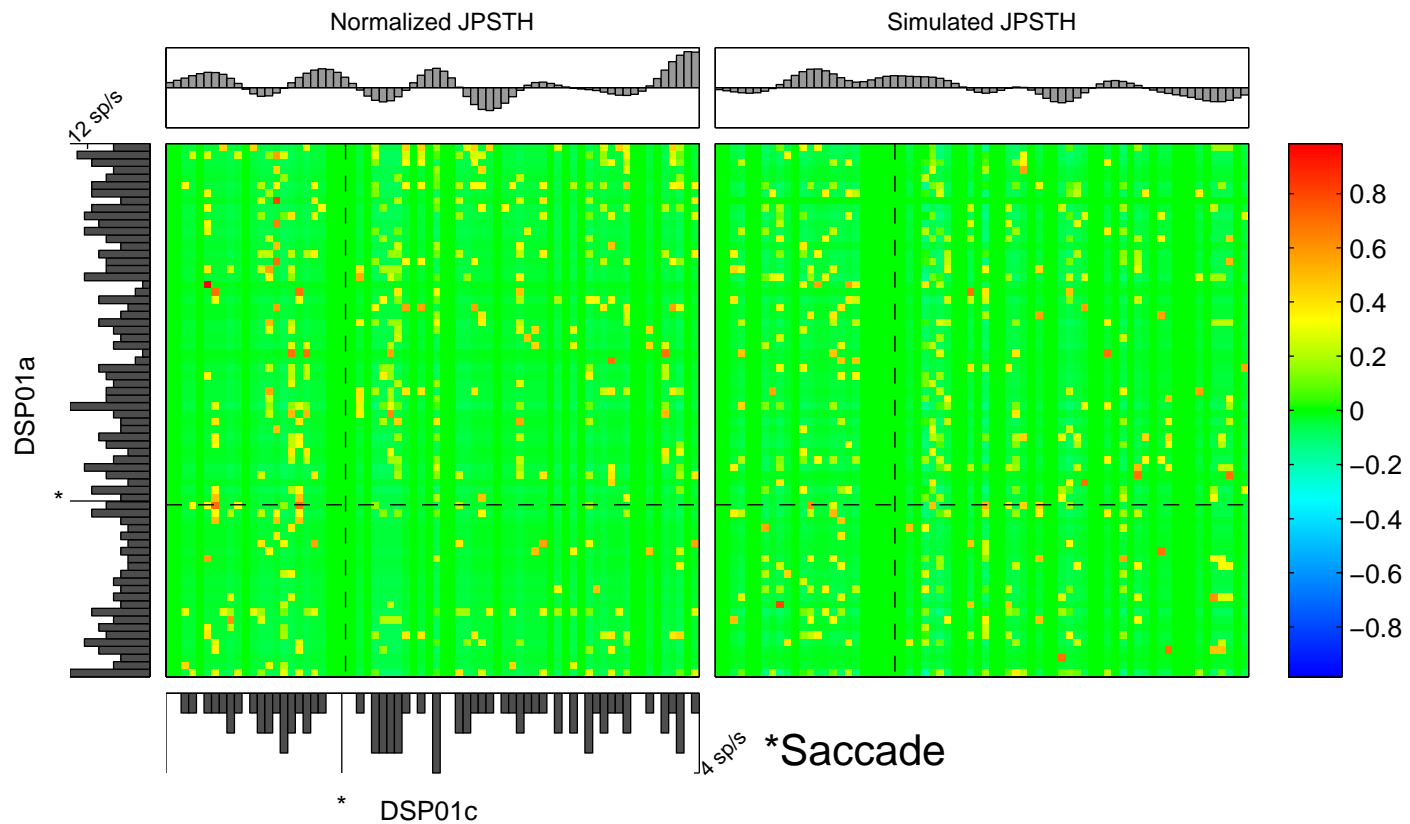 Normalized JPSTH
Simulated JPSTH
12 sp/s
DSP01a
*
0.8
0.6
0.4
0.2
0
−0.2
−0.4
−0.6
−0.8
4 sp/s
*Saccade
*
DSP01c